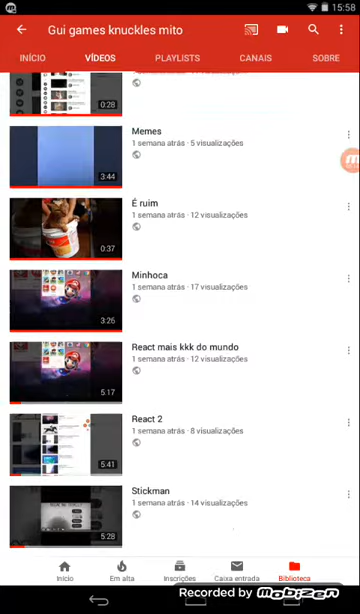 15:58
Gui games knuckles mito
INÍCIO VÍDEOS PLAYLISTS CANAIS SOBRE
0:28
Memes
1 semana atrás · 5 visualizações
3:44
É ruim
1 semana atrás · 12 visualizações
0:37
Minhoca
1 semana atrás · 17 visualizações
3:26
React mais kkk do mundo
1 semana atrás · 12 visualizações
5:17
React 2
1 semana atrás · 8 visualizações
5:41
Stickman
1 semana atrás · 14 visualizações
5:28
Início Em alta Inscrições Caixa entrada Biblioteca
Recorded by Mobizen